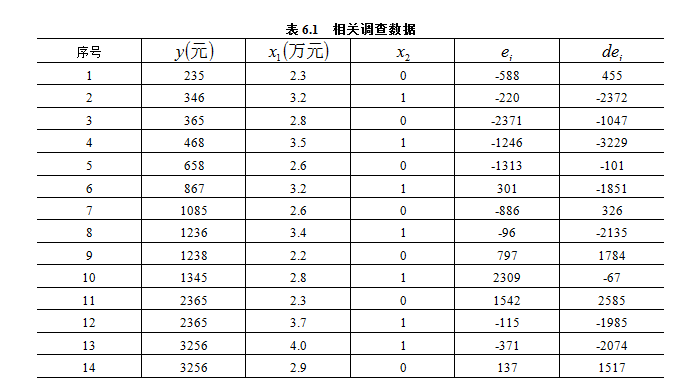 表 6.1 相关调查数据
序号 y(元) x₁(万元) x₂ eᵢ deᵢ
1 235 2.3 0 -588 455
2 346 3.2 1 -220 -2372
3 365 2.8 0 -2371 -1047
4 468 3.5 1 -1246 -3229
5 658 2.6 0 -1313 -101
6 867 3.2 1 301 -1851
7 1085 2.6 0 -886 326
8 1236 3.4 1 -96 -2135
9 1238 2.2 0 797 1784
10 1345 2.8 1 2309 -67
11 2365 2.3 0 1542 2585
12 2365 3.7 1 -115 -1985
13 3256 4.0 1 -371 -2074
14 3256 2.9 0 137 1517